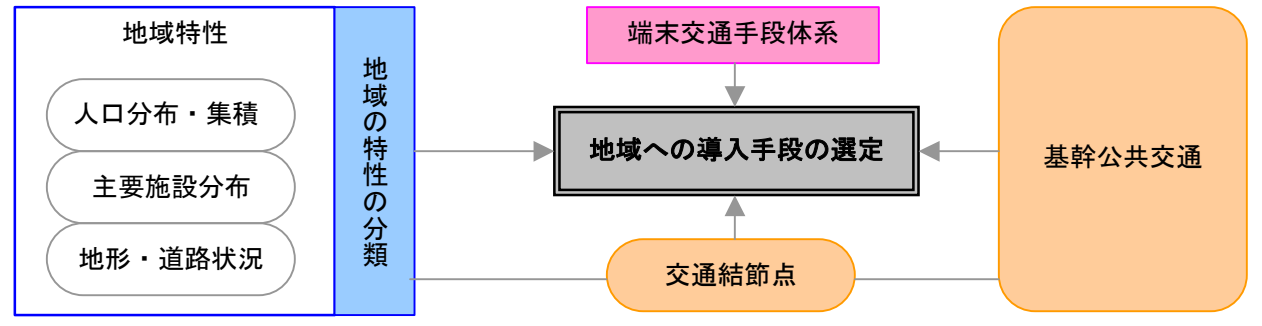 地域特性
人口分布・集積
主要施設分布
地形・道路状況
地域の特性の分類
端末交通手段体系
地域への導入手段の選定
交通結節点
基幹公共交通